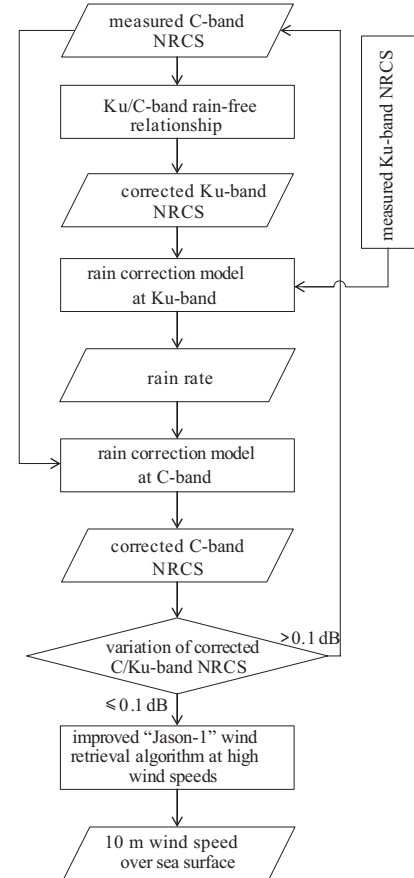 measured C-band
NRCS
Ku/C-band rain-free
relationship
corrected Ku-band
NRCS
measured Ku-band NRCS
rain correction model
at Ku-band
rain rate
rain correction model
at C-band
corrected C-band
NRCS
variation of corrected
C/Ku-band NRCS
>0.1 dB
≤0.1 dB
improved “Jason-1” wind
retrieval algorithm at high
wind speeds
10 m wind speed
over sea surface